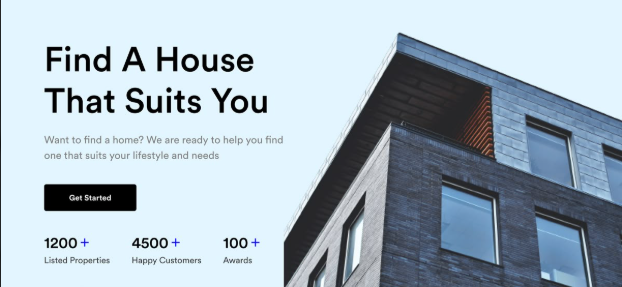 Find A House
That Suits You
Want to find a home? We are ready to help you find
one that suits your lifestyle and needs
Get Started
1200 + 4500 + 100 +
Listed Properties Happy Customers Awards